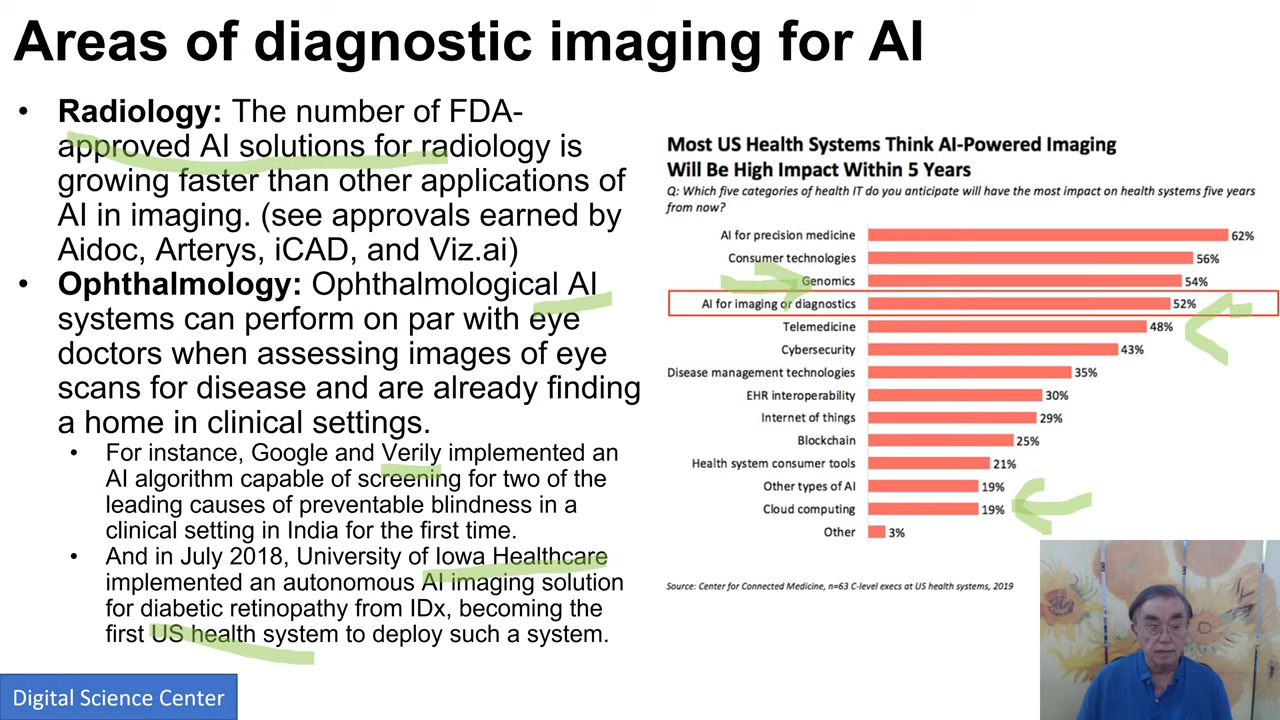 Areas of diagnostic imaging for AI
• Radiology: The number of FDA-
approved AI solutions for radiology is
growing faster than other applications of
AI in imaging. (see approvals earned by
Aidoc, Arterys, iCAD, and Viz.ai)
• Ophthalmology: Ophthalmological AI
systems can perform on par with eye
doctors when assessing images of eye
scans for disease and are already finding
a home in clinical settings.
• For instance, Google and Verily implemented an
AI algorithm capable of screening for two of the
leading causes of preventable blindness in a
clinical setting in India for the first time.
• And in July 2018, University of Iowa Healthcare
implemented an autonomous AI imaging solution
for diabetic retinopathy from IDx, becoming the
first US health system to deploy such a system.
Most US Health Systems Think AI-Powered Imaging
Will Be High Impact Within 5 Years
Q: Which five categories of health IT do you anticipate will have the most impact on health systems five years
from now?
AI for precision medicine 62%
Consumer technologies 56%
Genomics 54%
AI for imaging or diagnostics 52%
Telemedicine 48%
Cybersecurity 43%
Disease management technologies 35%
EHR interoperability 30%
Internet of things 29%
Blockchain 25%
Health system consumer tools 21%
Other types of AI 19%
Cloud computing 19%
Other 3%
Source: Center for Connected Medicine, n=63 C-level execs at US health systems, 2019
Digital Science Center